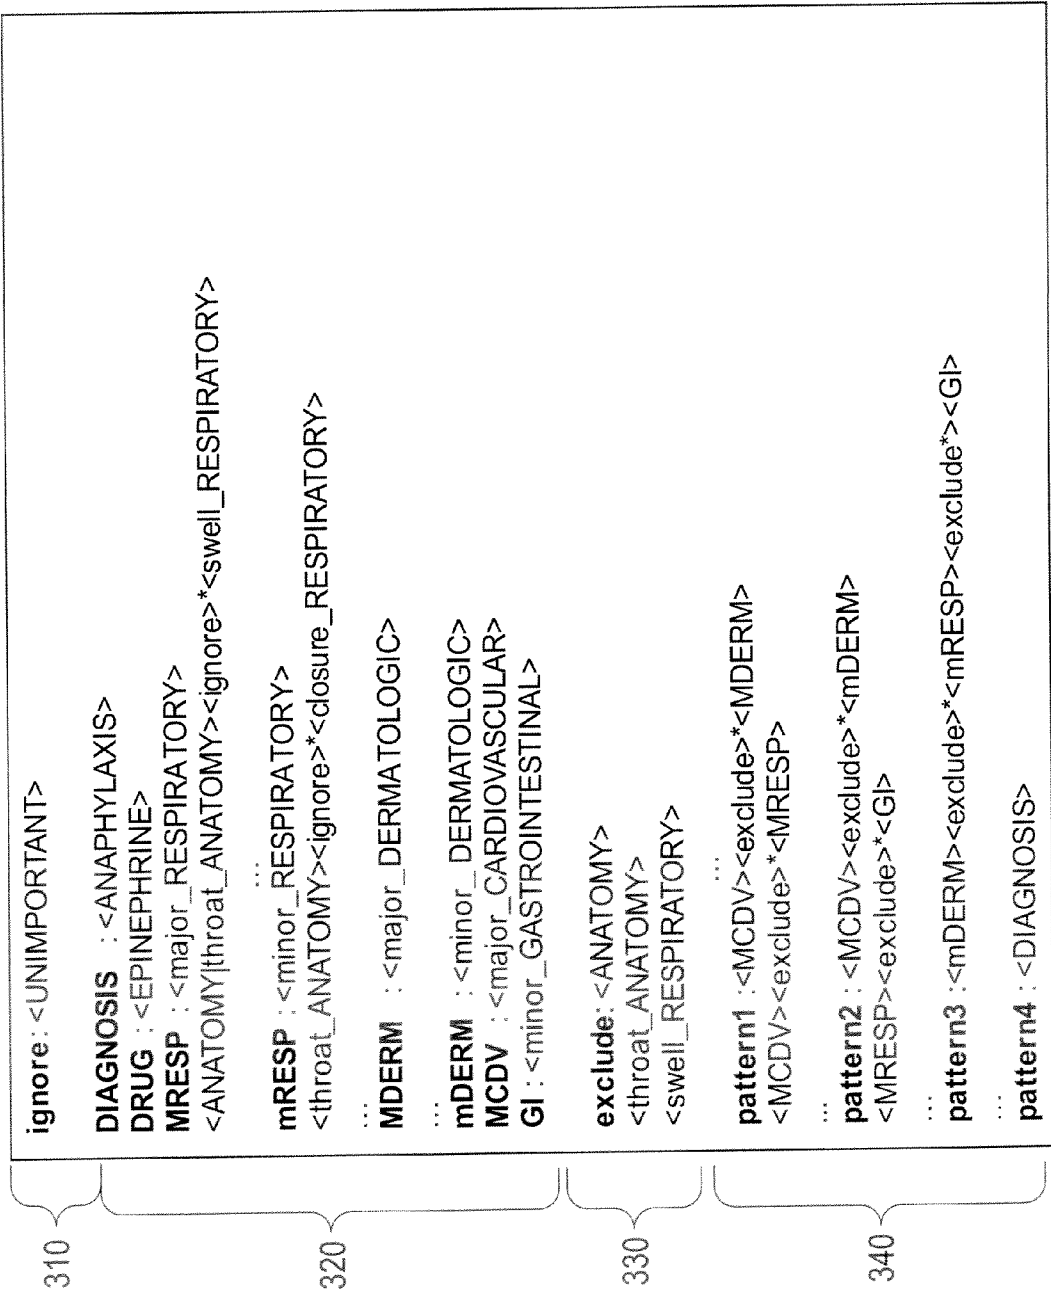 310
ignore : <UNIMPORTANT>
320
DIAGNOSIS : <ANAPHYLAXIS>
DRUG : <EPINEPHRINE>
MRESP : <major_RESPIRATORY>
<ANATOMY|throat_ANATOMY><ignore>*<swell_RESPIRATORY>
...
mRESP : <minor_RESPIRATORY>
<throat_ANATOMY><ignore>*<closure_RESPIRATORY>
...
MDERM : <major_DERMATOLOGIC>
...
mDERM : <minor_DERMATOLOGIC>
MCDV : <major_CARDIOVASCULAR>
GI : <minor_GASTROINTESTINAL>
330
exclude: <ANATOMY>
<throat_ANATOMY>
<swell_RESPIRATORY>
340
...
pattern1 : <MCDV><exclude>*<MDERM>
<MCDV><exclude>*<MRESP>
...
pattern2 : <MCDV><exclude>*<mDERM>
<MRESP><exclude>*<GI>
...
pattern3 : <mDERM><exclude>*<mRESP><exclude*><GI>
...
pattern4 : <DIAGNOSIS>